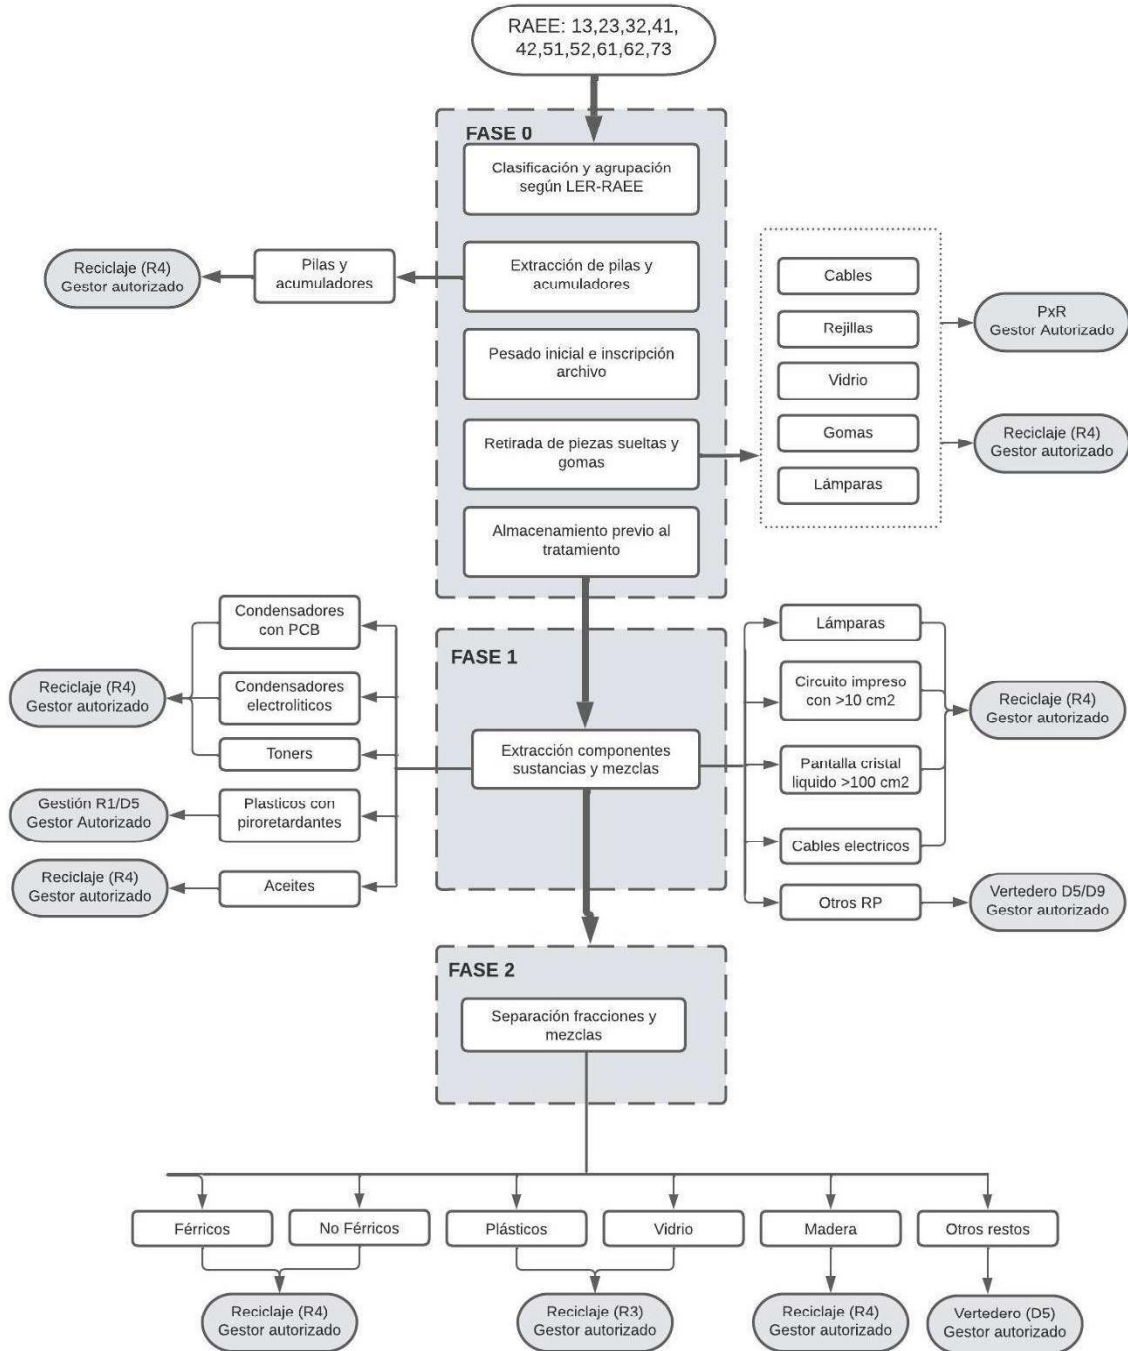 RAEE: 13,23,32,41,
42,51,52,61,62,73
FASE 0
Clasificación y agrupación
según LER-RAEE
Extracción de pilas y
acumuladores
Pilas y
acumuladores
Reciclaje (R4)
Gestor autorizado
Pesado inicial e inscripción
archivo
Retirada de piezas sueltas y
gomas
Almacenamiento previo al
tratamiento
Cables
Rejillas
Vidrio
Gomas
Lámparas
PxR
Gestor Autorizado
Reciclaje (R4)
Gestor autorizado
FASE 1
Extracción componentes
sustancias y mezclas
Condensadores
con PCB
Condensadores
electroliticos
Toners
Reciclaje (R4)
Gestor autorizado
Plasticos con
piroretardantes
Gestión R1/D5
Gestor Autorizado
Aceites
Reciclaje (R4)
Gestor autorizado
Lámparas
Circuito impreso
con >10 cm2
Pantalla cristal
liquido >100 cm2
Cables electricos
Reciclaje (R4)
Gestor autorizado
Otros RP
Vertedero D5/D9
Gestor autorizado
FASE 2
Separación fracciones y
mezclas
Férricos
No Férricos
Plásticos
Vidrio
Madera
Otros restos
Reciclaje (R4)
Gestor autorizado
Reciclaje (R3)
Gestor autorizado
Reciclaje (R4)
Gestor autorizado
Vertedero (D5)
Gestor autorizado